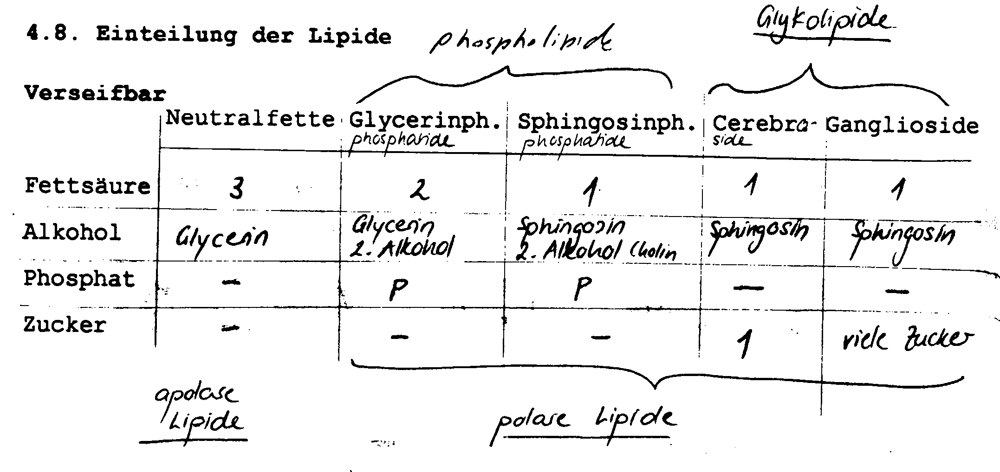 Glykolipide
4.8. Einteilung der Lipide phospholipide
Verseifbar
Neutralfette Glycerinph. Sphingosinph. Cerebro- Ganglioside
phosphatide phosphatide side
Fettsäure 3 2 1 1 1
Alkohol Glycerin Glycerin Sphingosin Sphingosin Sphingosin
2. Alkohol 2. Alkohol Cholin
Phosphat - P P - -
Zucker - - - 1 viele Zucker
apolare
Lipide polare Lipide